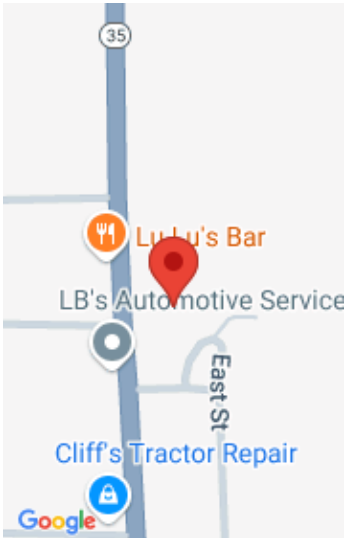 35
Lu Lu's Bar
LB's Automotive Service
East St
Cliff's Tractor Repair
Google